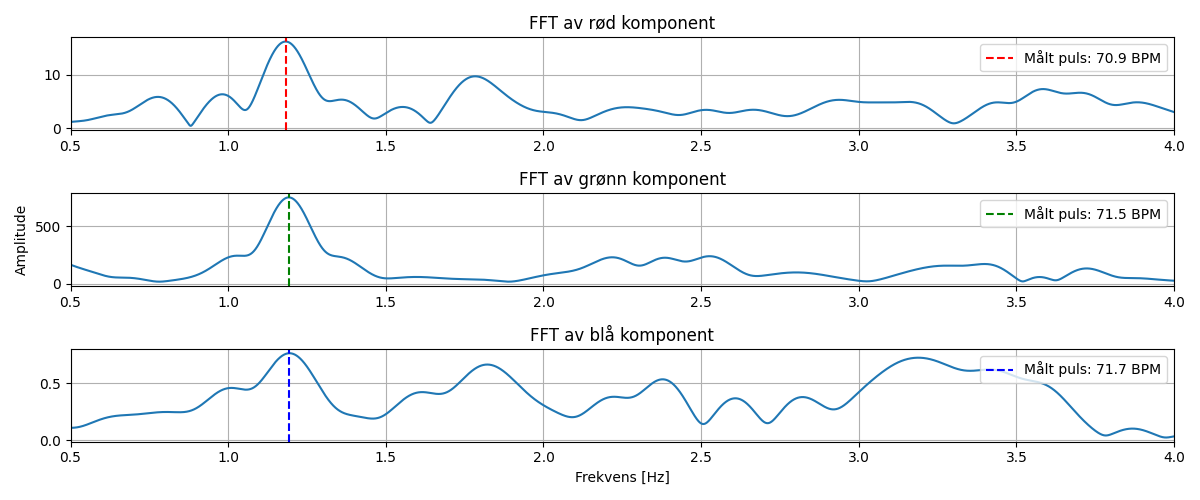 FFT av rød komponent
10
0
Målt puls: 70.9 BPM
0.5 1.0 1.5 2.0 2.5 3.0 3.5 4.0
FFT av grønn komponent
Amplitude
500
0
Målt puls: 71.5 BPM
0.5 1.0 1.5 2.0 2.5 3.0 3.5 4.0
FFT av blå komponent
0.5
0.0
Målt puls: 71.7 BPM
0.5 1.0 1.5 2.0 2.5 3.0 3.5 4.0
Frekvens [Hz]